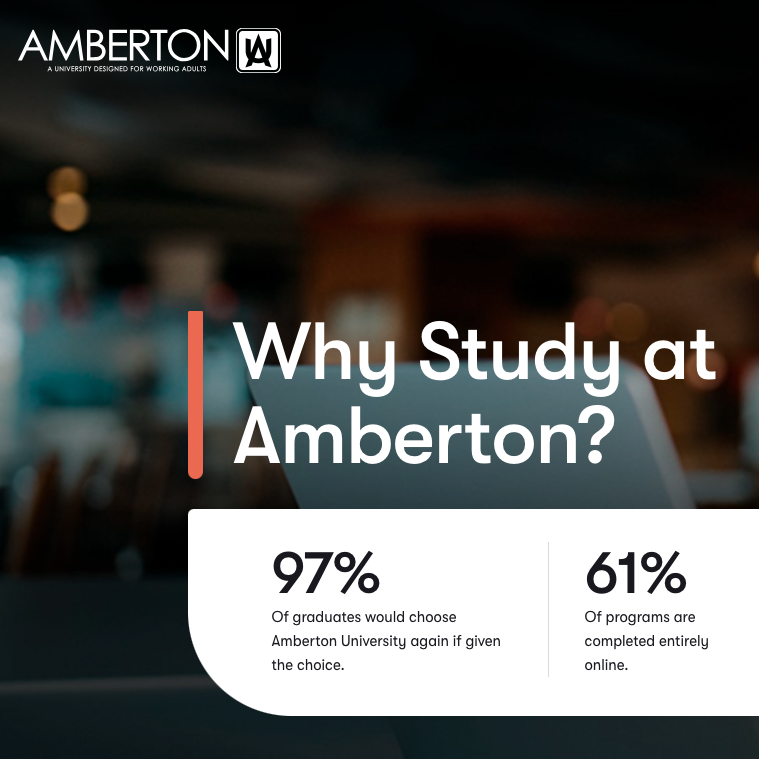 AMBERTON
A UNIVERSITY DESIGNED FOR WORKING ADULTS
Why Study at
Amberton?
97%
Of graduates would choose
Amberton University again if given
the choice.
61%
Of programs are
completed entirely
online.